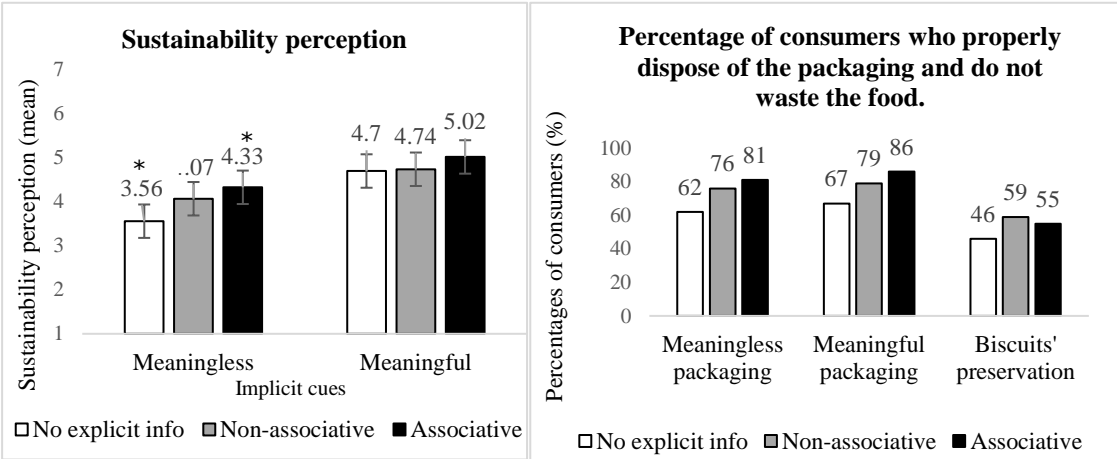 Sustainability perception
Sustainability perception (mean)
7
6
5
4
3
2
1
*
3.56
.07
4.33
*
4.7
4.74
5.02
Meaningless
Meaningful
Implicit cues
No explicit info
Non-associative
Associative
Percentage of consumers who properly
dispose of the packaging and do not
waste the food.
Percentages of consumers (%)
100
80
60
40
20
0
62
76
81
67
79
86
46
59
55
Meaningless
packaging
Meaningful
packaging
Biscuits'
preservation
No explicit info
Non-associative
Associative